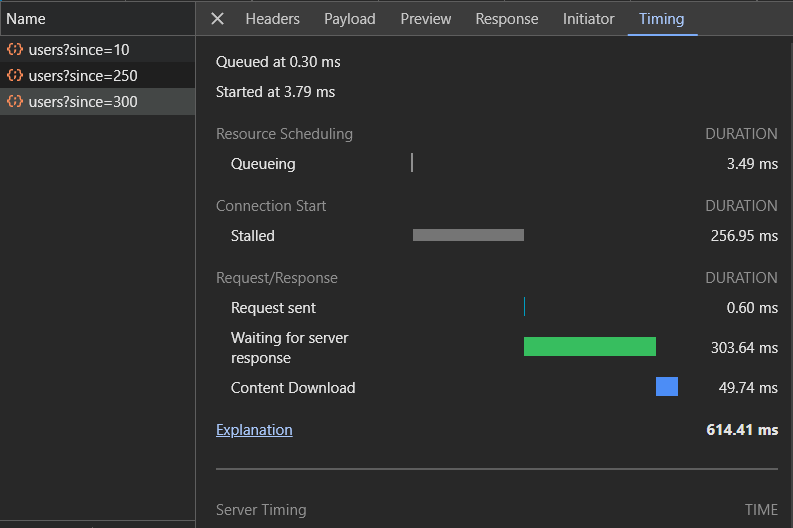 Name
Headers Payload Preview Response Initiator Timing
users?since=10
users?since=250
users?since=300
Queued at 0.30 ms
Started at 3.79 ms
Resource Scheduling DURATION
Queueing 3.49 ms
Connection Start DURATION
Stalled 256.95 ms
Request/Response DURATION
Request sent 0.60 ms
Waiting for server
response 303.64 ms
Content Download 49.74 ms
Explanation 614.41 ms
Server Timing TIME